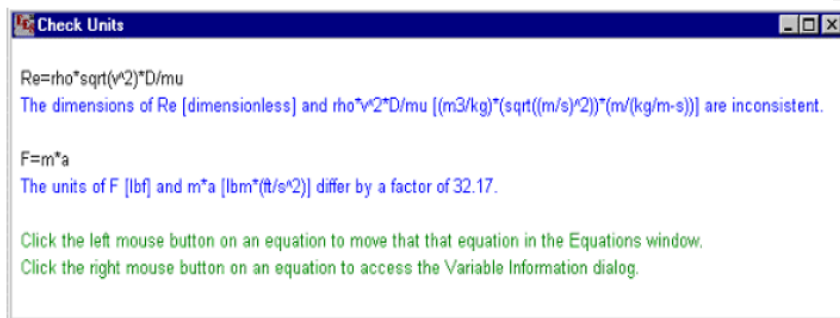 Check Units
Re=rho*sqrt(v^2)*D/mu
The dimensions of Re [dimensionless] and rho*v^2*D/mu [(m3/kg)*(sqrt((m/s)^2))*(m/(kg/m-s))] are inconsistent.
F=m*a
The units of F [lbf] and m*a [lbm*(ft/s^2)] differ by a factor of 32.17.
Click the left mouse button on an equation to move that that equation in the Equations window.
Click the right mouse button on an equation to access the Variable Information dialog.